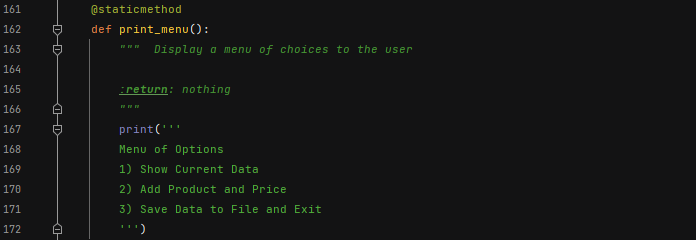 161 @staticmethod
162 def print_menu():
163 """ Display a menu of choices to the user
164
165 :return: nothing
166 """
167 print('''
168 Menu of Options
169 1) Show Current Data
170 2) Add Product and Price
171 3) Save Data to File and Exit
172 ''')